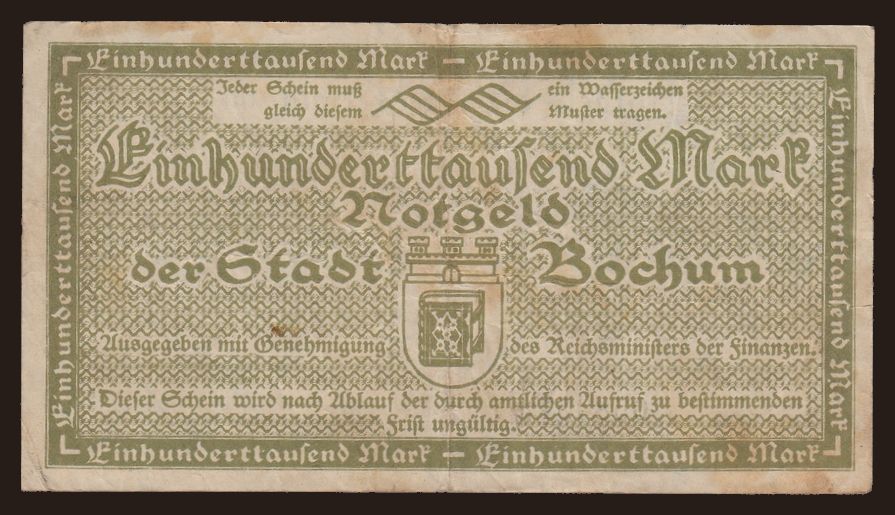 Einhunderttausend Mark — Einhunderttausend Mark
Einhunderttausend Mark
Einhunderttausend Mark
Jeder Schein muß ein Wasserzeichen
gleich diesem Muster tragen.
Einhunderttausend Mark
Notgeld
der Stadt Bochum
Ausgegeben mit Genehmigung des Reichsministers der Finanzen.
Dieser Schein wird nach Ablauf der durch amtlichen Aufruf zu bestimmenden
Frist ungültig.
Einhunderttausend Mark — Einhunderttausend Mark